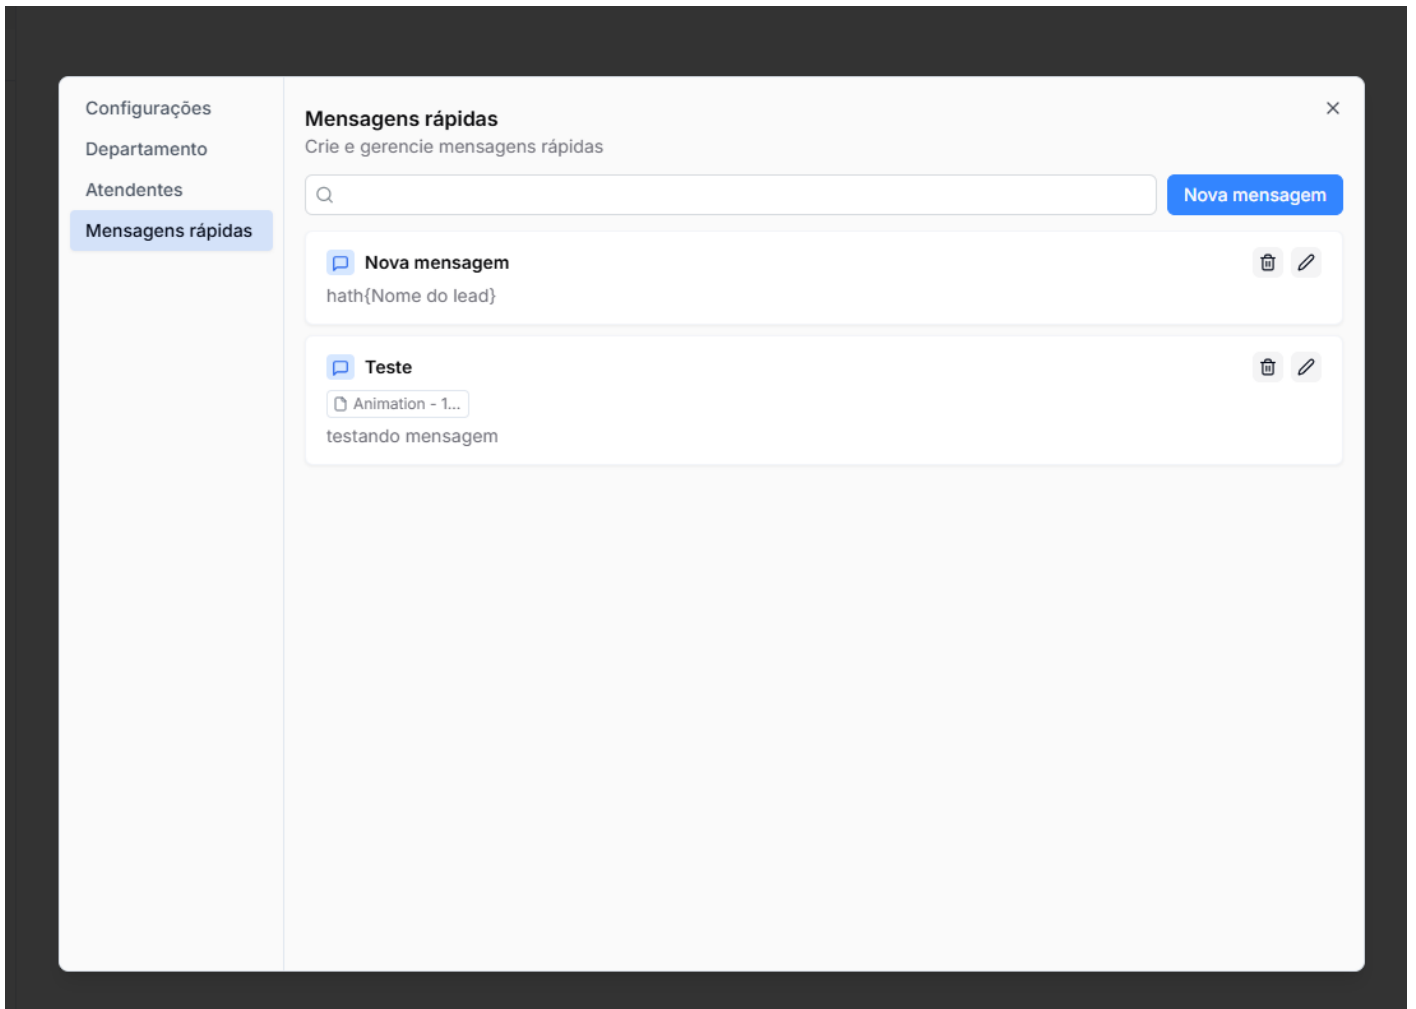 Configurações
Departamento
Atendentes
Mensagens rápidas
Mensagens rápidas
Crie e gerencie mensagens rápidas
Nova mensagem
Nova mensagem
hath{Nome do lead}
Teste
Animation - 1...
testando mensagem